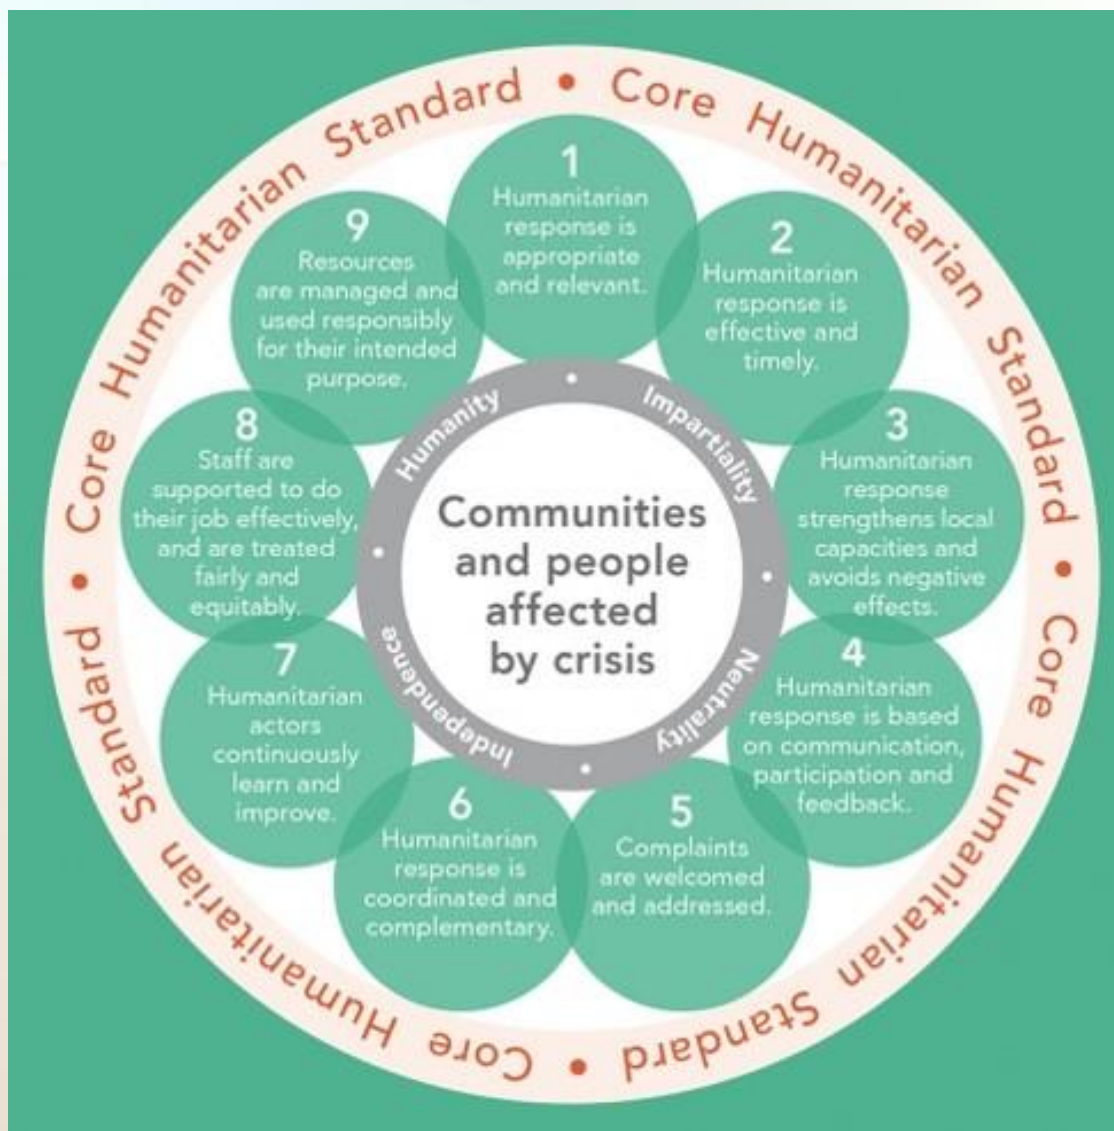 Core Humanitarian Standard • Core Humanitarian Standard • Core Humanitarian Standard • Core Humanitarian Standard •
1
Humanitarian
response is
appropriate
and relevant.
2
Humanitarian
response is
effective and
timely.
3
Humanitarian
response
strengthens local
capacities and
avoids negative
effects.
4
Humanitarian
response is based
on communication,
participation and
feedback.
5
Complaints
are welcomed
and addressed.
6
Humanitarian
response is
coordinated and
complementary.
7
Humanitarian
actors
continuously
learn and
improve.
8
Staff are
supported to do
their job effectively,
and are treated
fairly and
equitably.
9
Resources
are managed and
used responsibly
for their intended
purpose.
Humanity • Impartiality • Neutrality • Independence •
Communities
and people
affected
by crisis